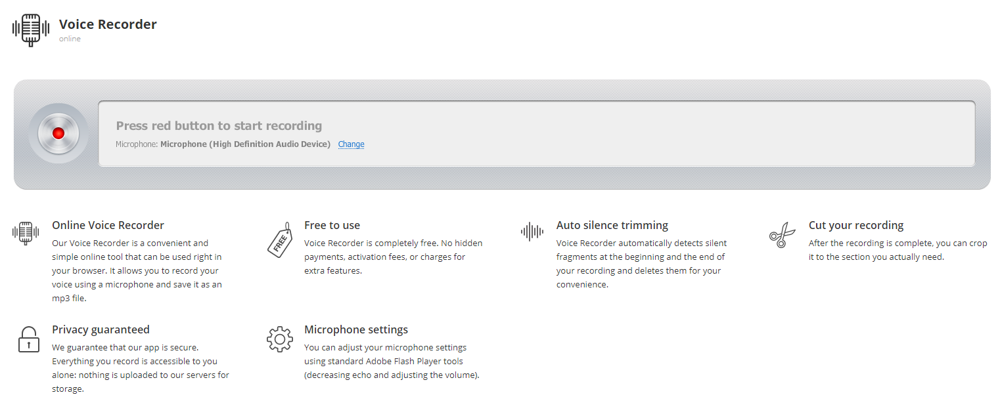 Voice Recorder
online
Press red button to start recording
Microphone: Microphone (High Definition Audio Device) Change
Online Voice Recorder
Our Voice Recorder is a convenient and
simple online tool that can be used right in
your browser. It allows you to record your
voice using a microphone and save it as an
mp3 file.
FREE
Free to use
Voice Recorder is completely free. No hidden
payments, activation fees, or charges for
extra features.
Auto silence trimming
Voice Recorder automatically detects silent
fragments at the beginning and the end of
your recording and deletes them for your
convenience.
Cut your recording
After the recording is complete, you can crop
it to the section you actually need.
Privacy guaranteed
We guarantee that our app is secure.
Everything you record is accessible to you
alone: nothing is uploaded to our servers for
storage.
Microphone settings
You can adjust your microphone settings
using standard Adobe Flash Player tools
(decreasing echo and adjusting the volume).